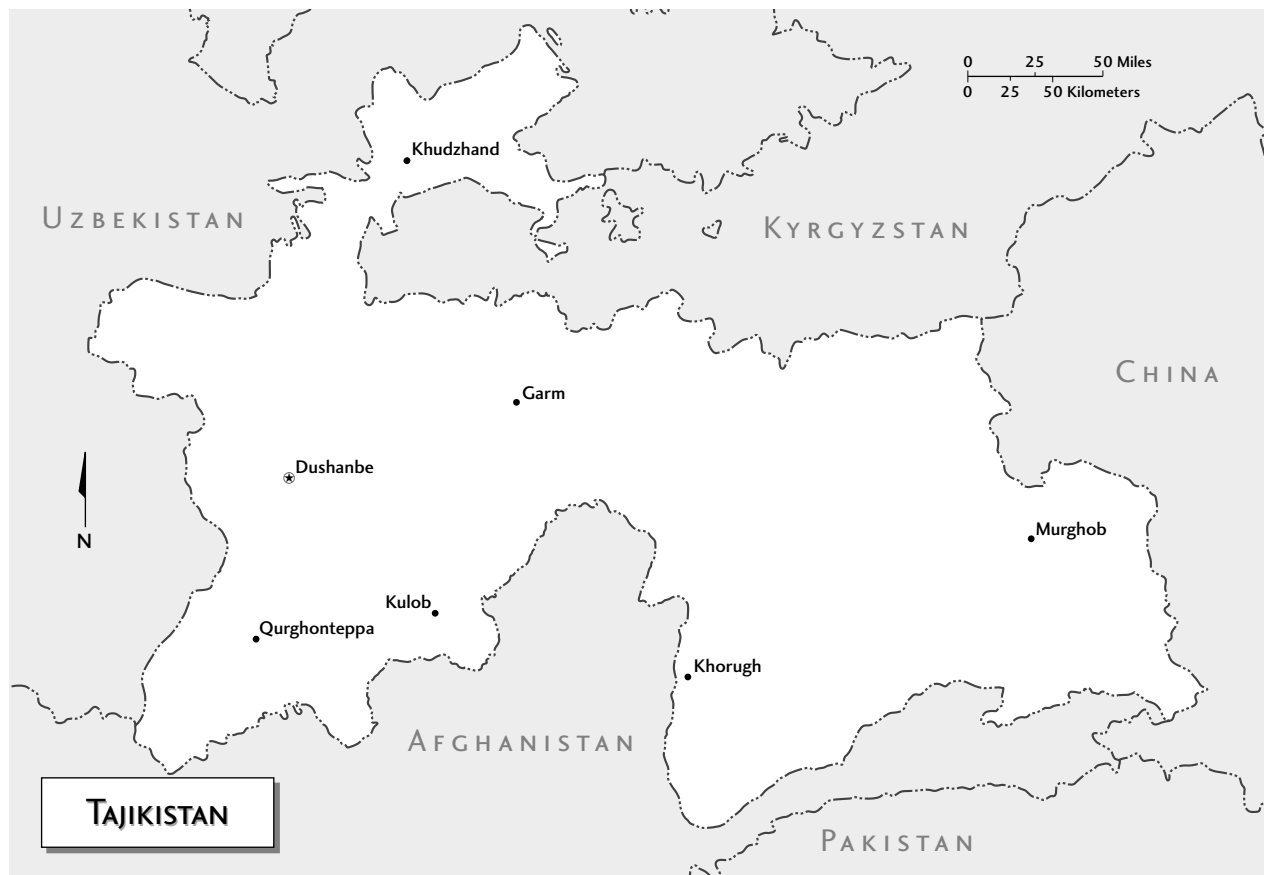 0 25 50 Miles
0 25 50 Kilometers
Khudzhand
UZBEKISTAN
KYRGYZSTAN
CHINA
Garm
Dushanbe
N
Murghob
Kulob
Qurghonteppa
Khorugh
AFGHANISTAN
TAJIKISTAN
PAKISTAN